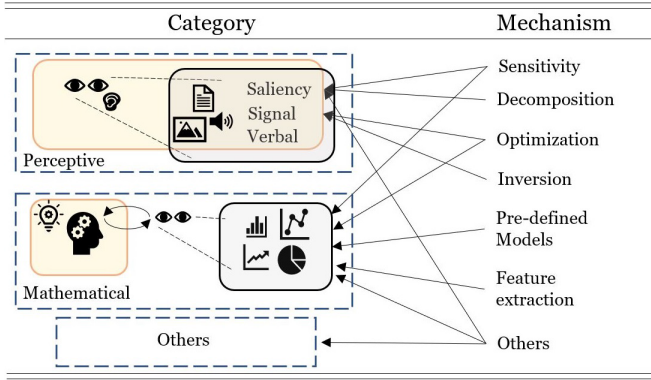 Category
Mechanism
Saliency
Signal
Verbal
Perceptive
Mathematical
Others
Sensitivity
Decomposition
Optimization
Inversion
Pre-defined
Models
Feature
extraction
Others